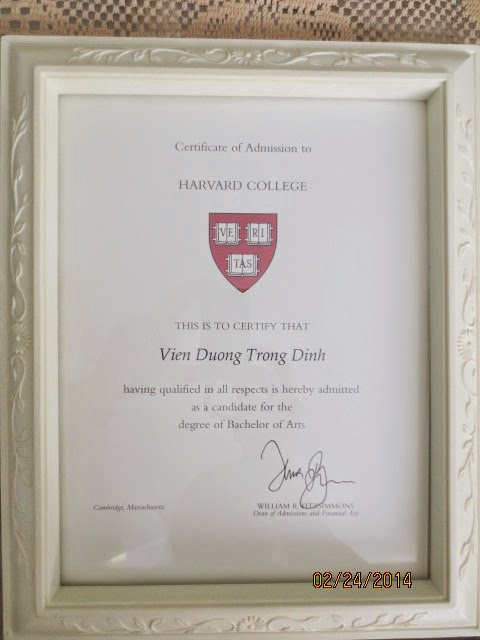 Certificate of Admission to
HARVARD COLLEGE
VE RI
TAS
THIS IS TO CERTIFY THAT
Vien Duong Trong Dinh
having qualified in all respects is hereby admitted
as a candidate for the
degree of Bachelor of Arts
Cambridge, Massachusetts
WILLIAM R. FITZSIMMONS
Dean of Admissions and Financial Aid
02/24/2014